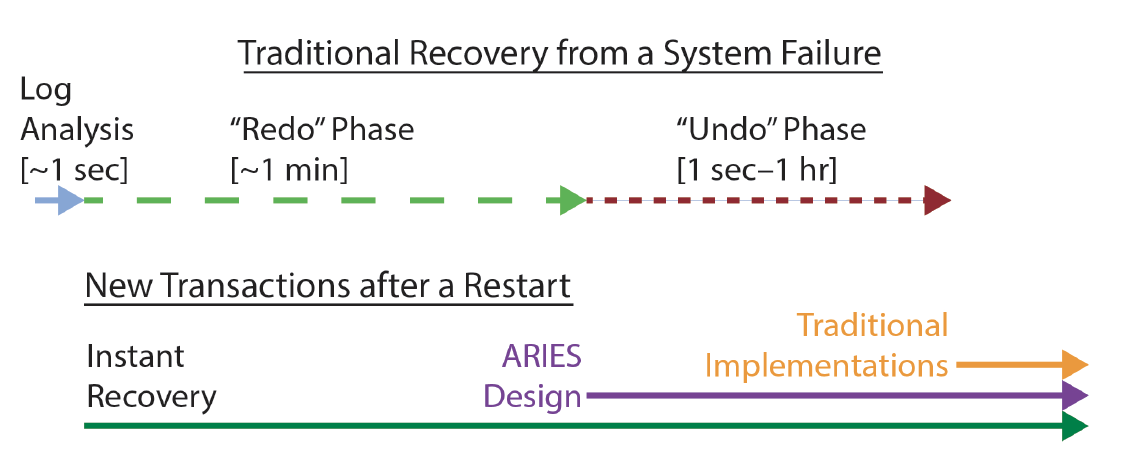 Traditional Recovery from a System Failure
Log
Analysis
[~1 sec]
“Redo” Phase
[~1 min]
“Undo” Phase
[1 sec–1 hr]
New Transactions after a Restart
Instant
Recovery
ARIES
Design
Traditional
Implementations